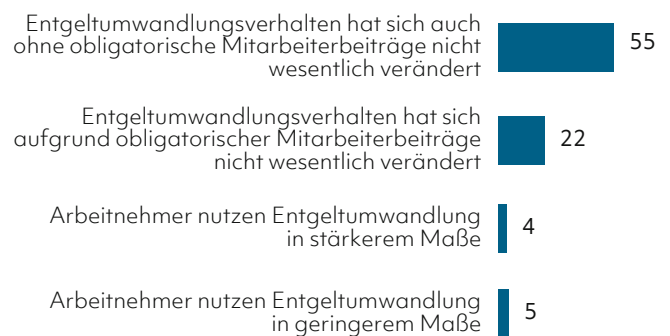 Entgeltumwandlungsverhalten hat sich auch
ohne obligatorische Mitarbeiterbeiträge nicht
wesentlich verändert
55
Entgeltumwandlungsverhalten hat sich
aufgrund obligatorischer Mitarbeiterbeiträge
nicht wesentlich verändert
22
Arbeitnehmer nutzen Entgeltumwandlung
in stärkerem Maße
4
Arbeitnehmer nutzen Entgeltumwandlung
in geringerem Maße
5